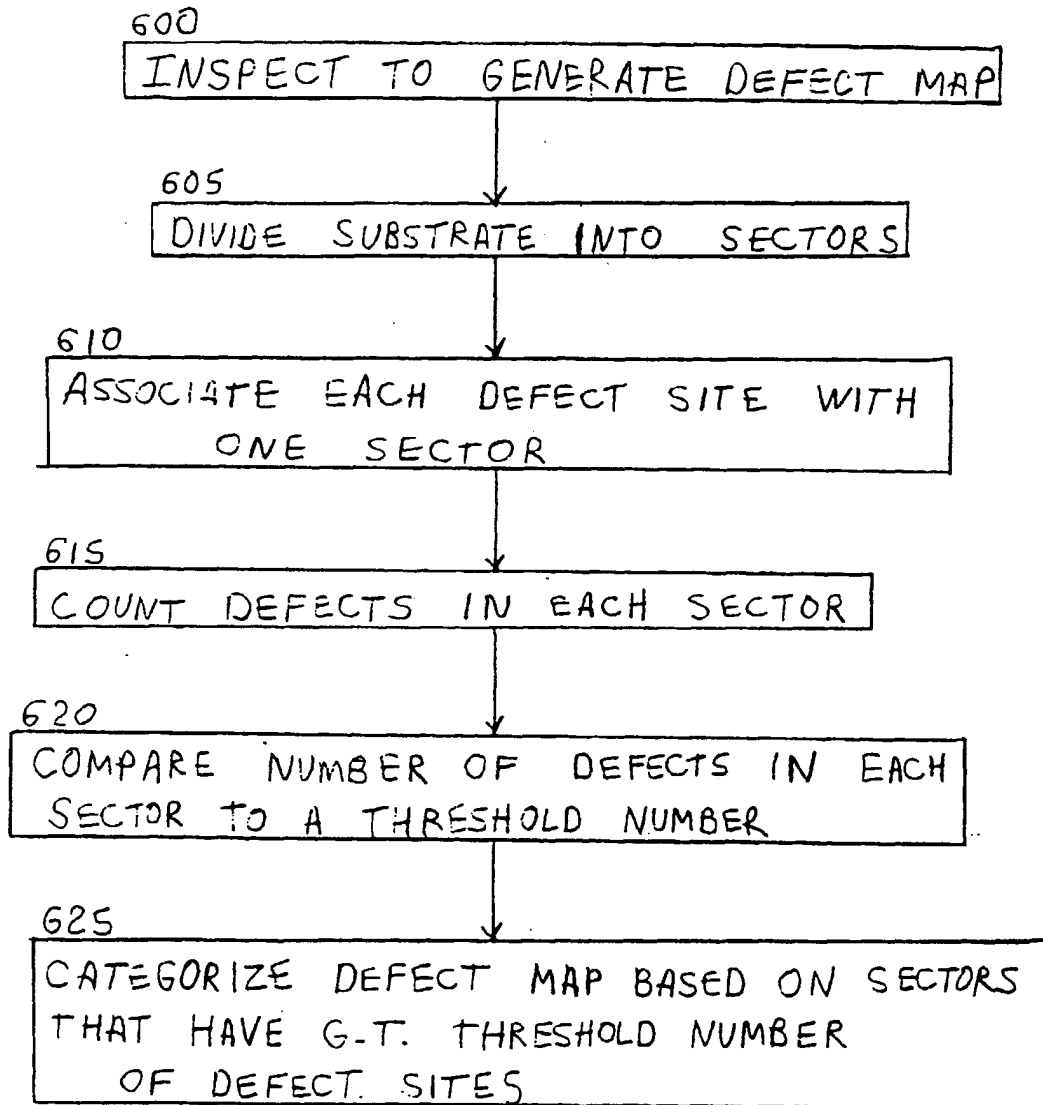 600
INSPECT TO GENERATE DEFECT MAP
605
DIVIDE SUBSTRATE INTO SECTORS
610
ASSOCIATE EACH DEFECT SITE WITH
ONE SECTOR
615
COUNT DEFECTS IN EACH SECTOR
620
COMPARE NUMBER OF DEFECTS IN EACH
SECTOR TO A THRESHOLD NUMBER
625
CATEGORIZE DEFECT MAP BASED ON SECTORS
THAT HAVE G.T. THRESHOLD NUMBER
OF DEFECT SITES